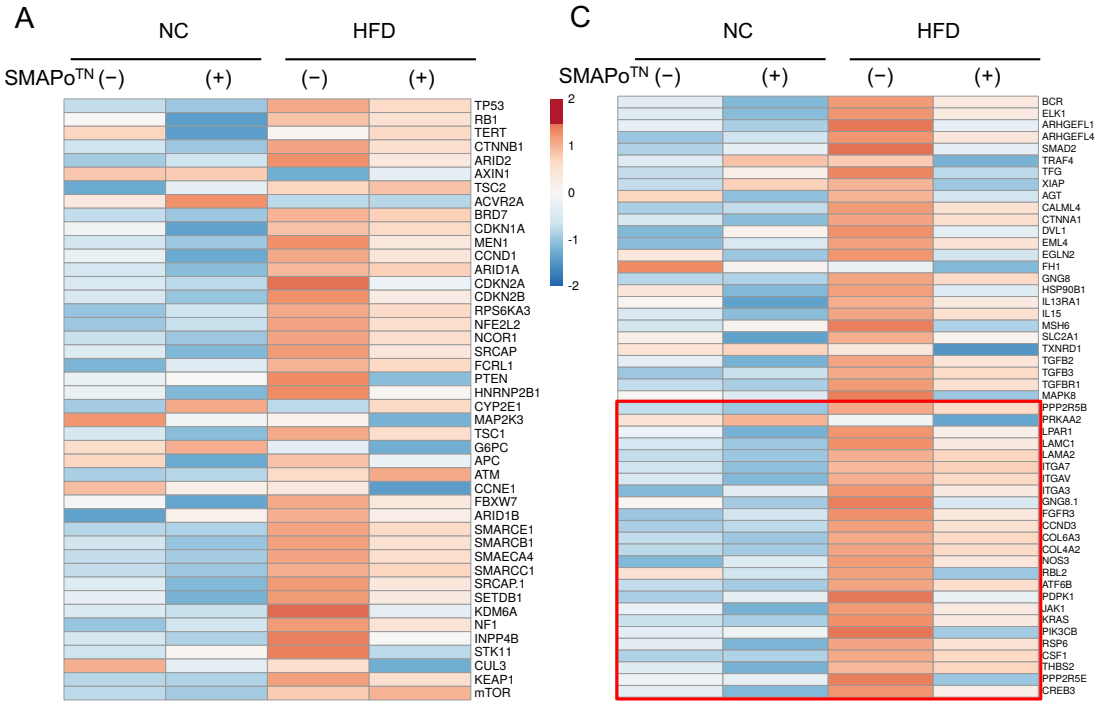 A
NC HFD
SMAPoTN (−) (+) (−) (+)
TP53
RB1
TERT
CTNNB1
ARID2
AXIN1
TSC2
ACVR2A
BRD7
CDKN1A
MEN1
CCND1
ARID1A
CDKN2A
CDKN2B
RPS6KA3
NFE2L2
NCOR1
SRCAP
FCRL1
PTEN
HNRNP2B1
CYP2E1
MAP2K3
TSC1
G6PC
APC
ATM
CCNE1
FBXW7
ARID1B
SMARCE1
SMARCB1
SMAECA4
SMARCC1
SRCAP.1
SETDB1
KDM6A
NF1
INPP4B
STK11
CUL3
KEAP1
mTOR
2
1
0
-1
-2
C
NC HFD
SMAPoTN (−) (+) (−) (+)
BCR
ELK1
ARHGEFL1
ARHGEFL4
SMAD2
TRAF4
TFG
XIAP
AGT
CALML4
CTNNA1
DVL1
EML4
EGLN2
FH1
GNG8
HSP90B1
IL13RA1
IL15
MSH6
SLC2A1
TXNRD1
TGFB2
TGFB3
TGFBR1
MAPK8
PPP2R5B
PRKAA2
LPAR1
LAMC1
LAMA2
ITGA7
ITGAV
ITGA3
GNG8.1
FGFR3
CCND3
COL6A3
COL4A2
NOS3
RBL2
ATF6B
PDPK1
JAK1
KRAS
PIK3CB
RSP6
CSF1
THBS2
PPP2R5E
CREB3